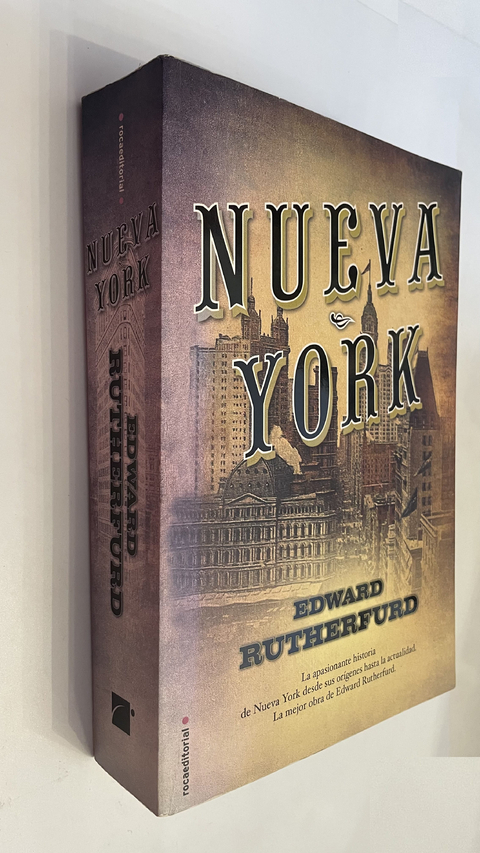 rocaeditorial
NUEVA
YORK
EDWARD
RUTHERFURD
NUEVA
YORK
EDWARD
RUTHERFURD
La apasionante historia
de Nueva York desde sus orígenes hasta la actualidad.
La mejor obra de Edward Rutherfurd.
rocaeditorial